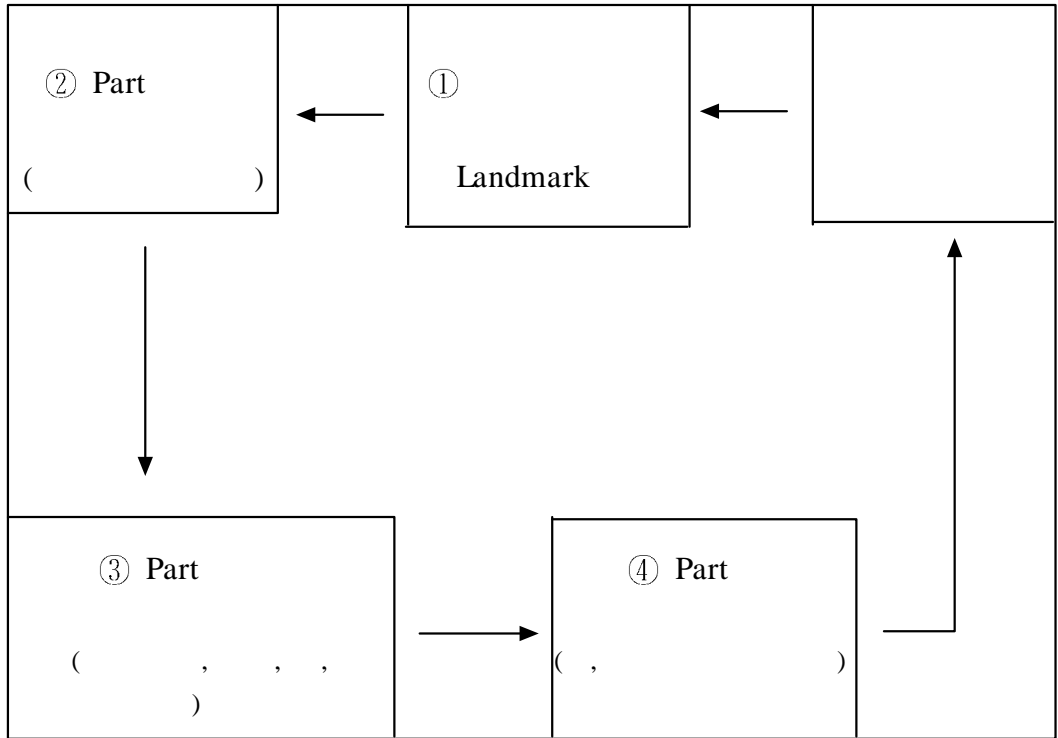 ② Part
(                    )
①
Landmark
③ Part
(            ,      ,   ,
)
④ Part
(   ,                    )